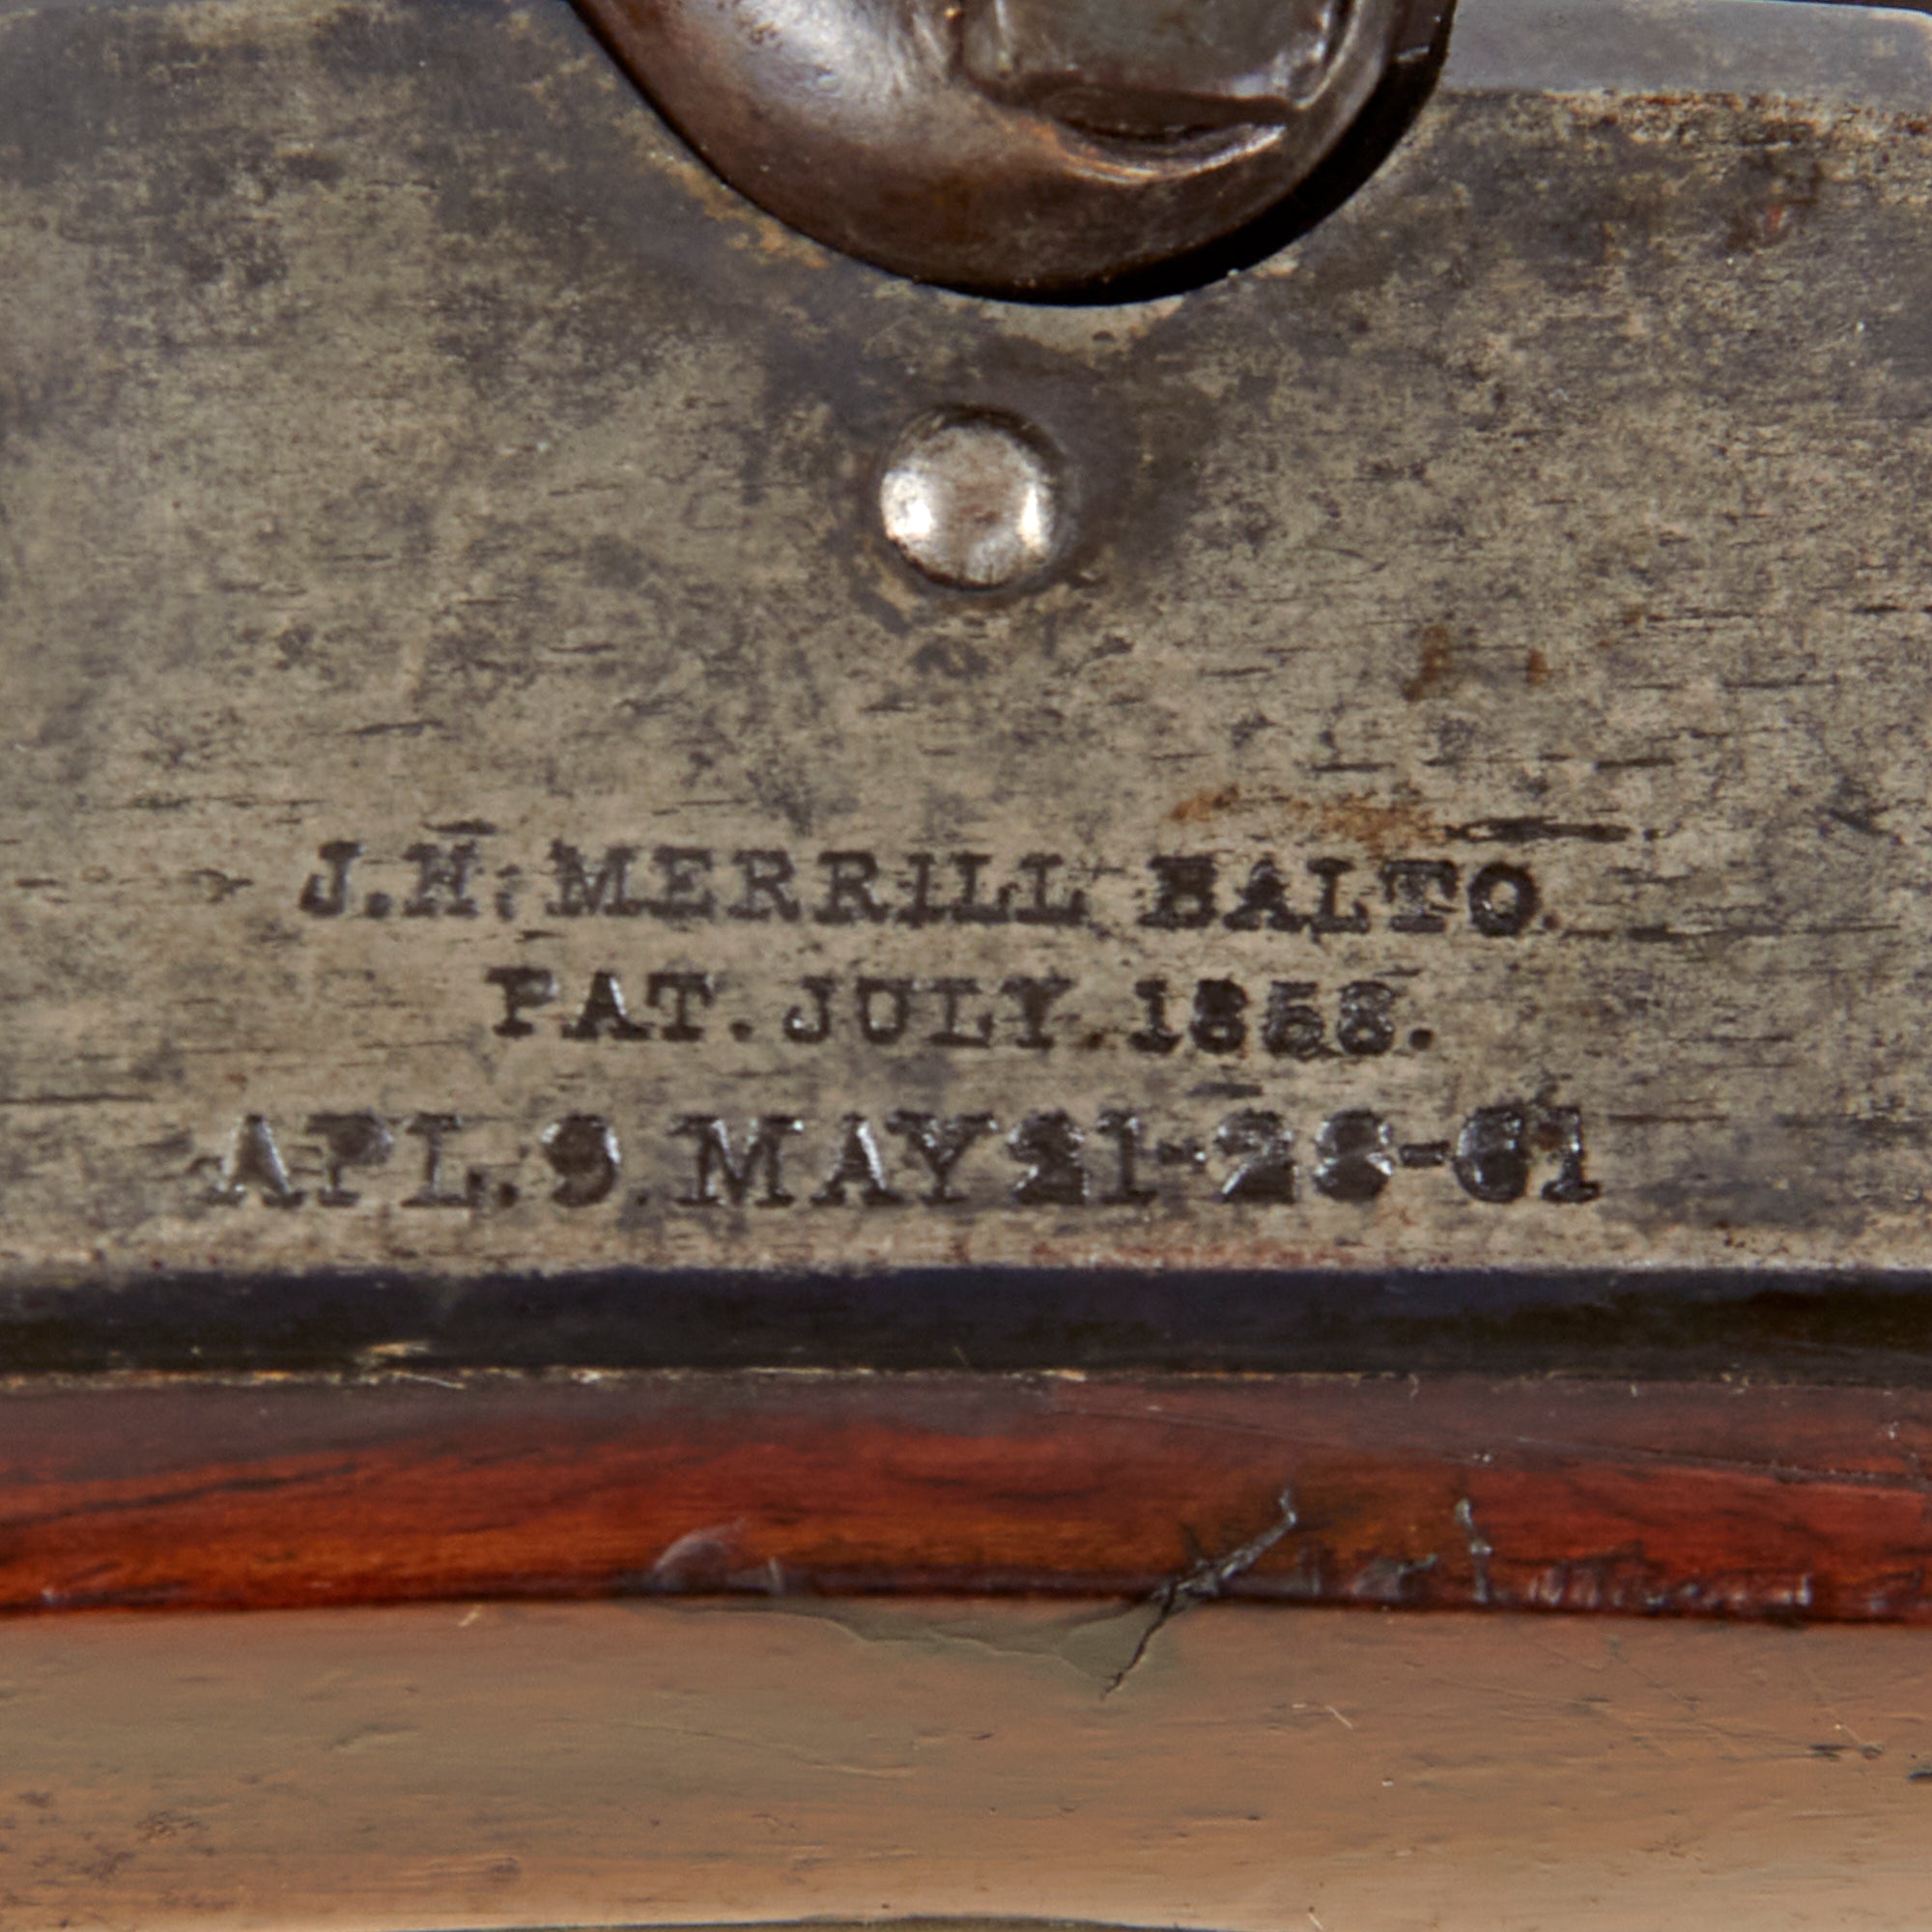 J.H. MERRILL BALTO.
PAT. JULY. 1858.
APL. 9. MAY 21-28-61